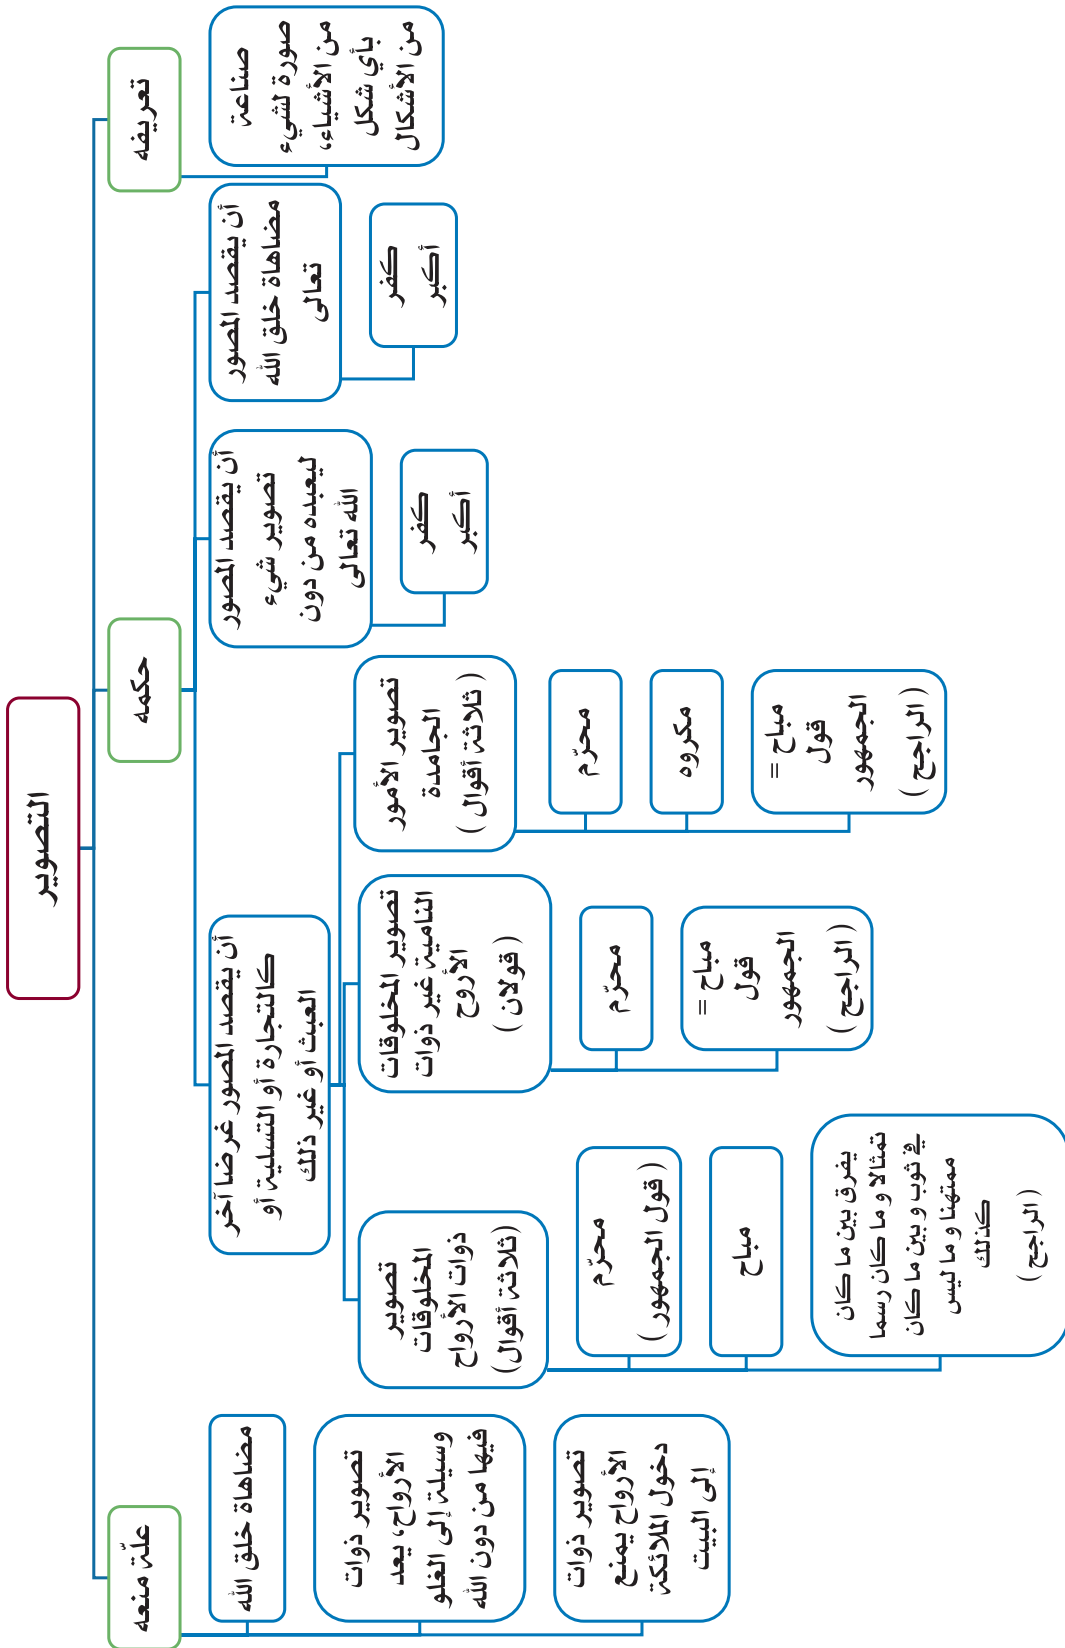 التصوير
تعريفه
صناعة
صورة لشيء
من الأشياء،
بأي شكل
من الأشكال
حكمه
أن يقصد المصور
مضاهاة خلق الله
تعالى
كفر
أكبر
أن يقصد المصور
تصوير شيء
ليعبده من دون
الله تعالى
كفر
أكبر
أن يقصد المصور غرضا آخر
كالتجارة أو التسلية أو
العبث أو غير ذلك
تصوير الأمور
الجامدة
( ثلاثة أقوال )
محرّم
مكروه
مباح =
قول
الجمهور
( الراجح )
تصوير المخلوقات
النامية غير ذوات
الأروح
( قولان )
محرّم
مباح =
قول
الجمهور
( الراجح )
تصوير
المخلوقات
ذوات الأرواح
(ثلاثة أقوال)
محرّم
( قول الجمهور )
مباح
يفرق بين ما كان
تمثالا و ما كان رسما
في ثوب و بين ما كان
ممتهنا و ما ليس
كذلك
( الراجح )
علّة منعه
مضاهاة خلق الله
تصوير ذوات
الأرواح، يعد
وسيلة إلى الغلو
فيها من دون الله
تصوير ذوات
الأرواح يمنع
دخول الملائكة
إلى البيت